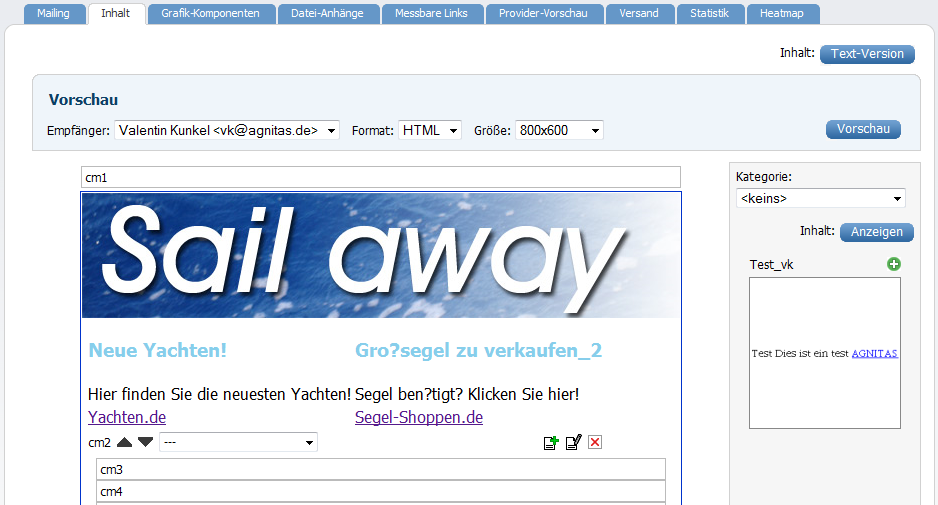 Mailing Inhalt Grafik-Komponenten Datei-Anhänge Messbare Links Provider-Vorschau Versand Statistik Heatmap
Inhalt: Text-Version
Vorschau
Empfänger: Valentin Kunkel <vk@agnitas.de> Format: HTML Größe: 800x600 Vorschau
cm1
Sail away
Neue Yachten! Gro?segel zu verkaufen_2
Hier finden Sie die neuesten Yachten! Segel ben?tigt? Klicken Sie hier!
Yachten.de Segel-Shoppen.de
cm2 ---
cm3
cm4
Kategorie:
<keins>
Inhalt: Anzeigen
Test_vk
Test Dies ist ein test AGNITAS